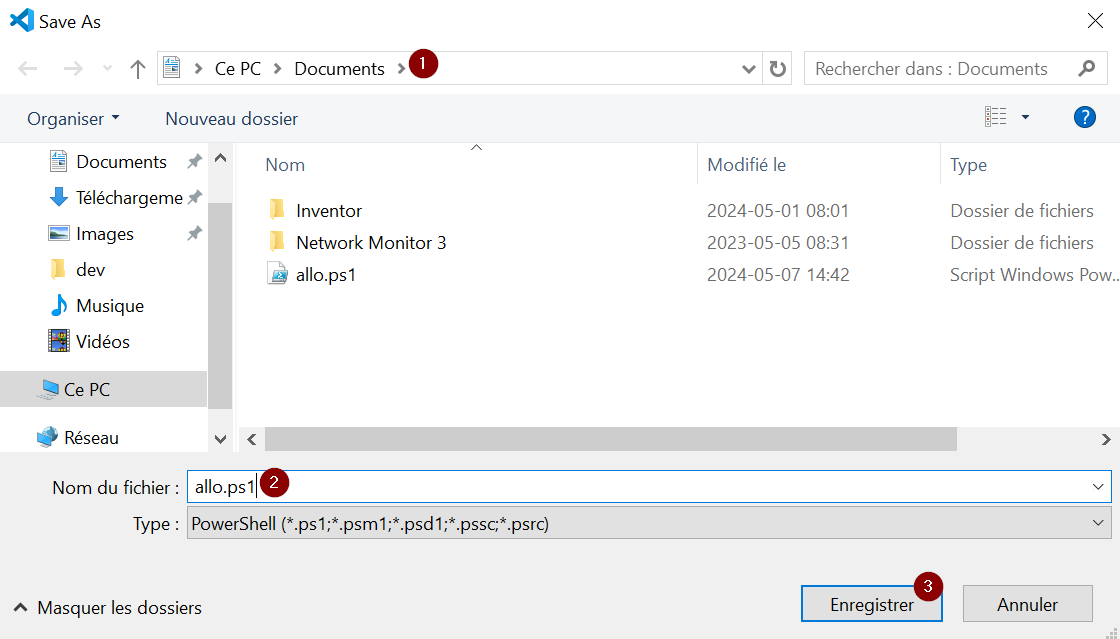 Save As
Ce PC > Documents > 1
Rechercher dans : Documents
Organiser
Nouveau dossier
?
Documents
Téléchargeme
Images
dev
Musique
Vidéos
Ce PC
Réseau
Nom Modifié le Type
Inventor 2024-05-01 08:01 Dossier de fichiers
Network Monitor 3 2023-05-05 08:31 Dossier de fichiers
allo.ps1 2024-05-07 14:42 Script Windows Pow...
Nom du fichier : allo.ps1 2
Type : PowerShell (*.ps1;*.psm1;*.psd1;*.pssc;*.psrc)
Masquer les dossiers
Enregistrer 3
Annuler